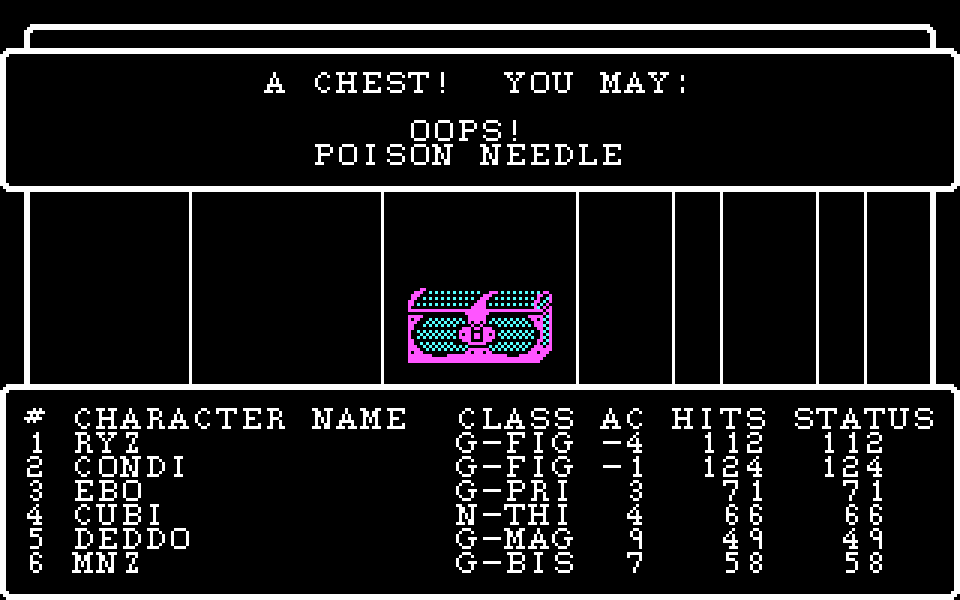 A CHEST!  YOU MAY:
OOPS!
POISON NEEDLE
# CHARACTER NAME  CLASS AC HITS STATUS
1 RYZ G-FIG -4 112 112
2 CONDI G-FIG -1 124 124
3 EBO G-PRI 3 71 71
4 CUBI N-THI 4 66 66
5 DEDDO G-MAG 9 49 49
6 MNZ G-BIS 7 58 58